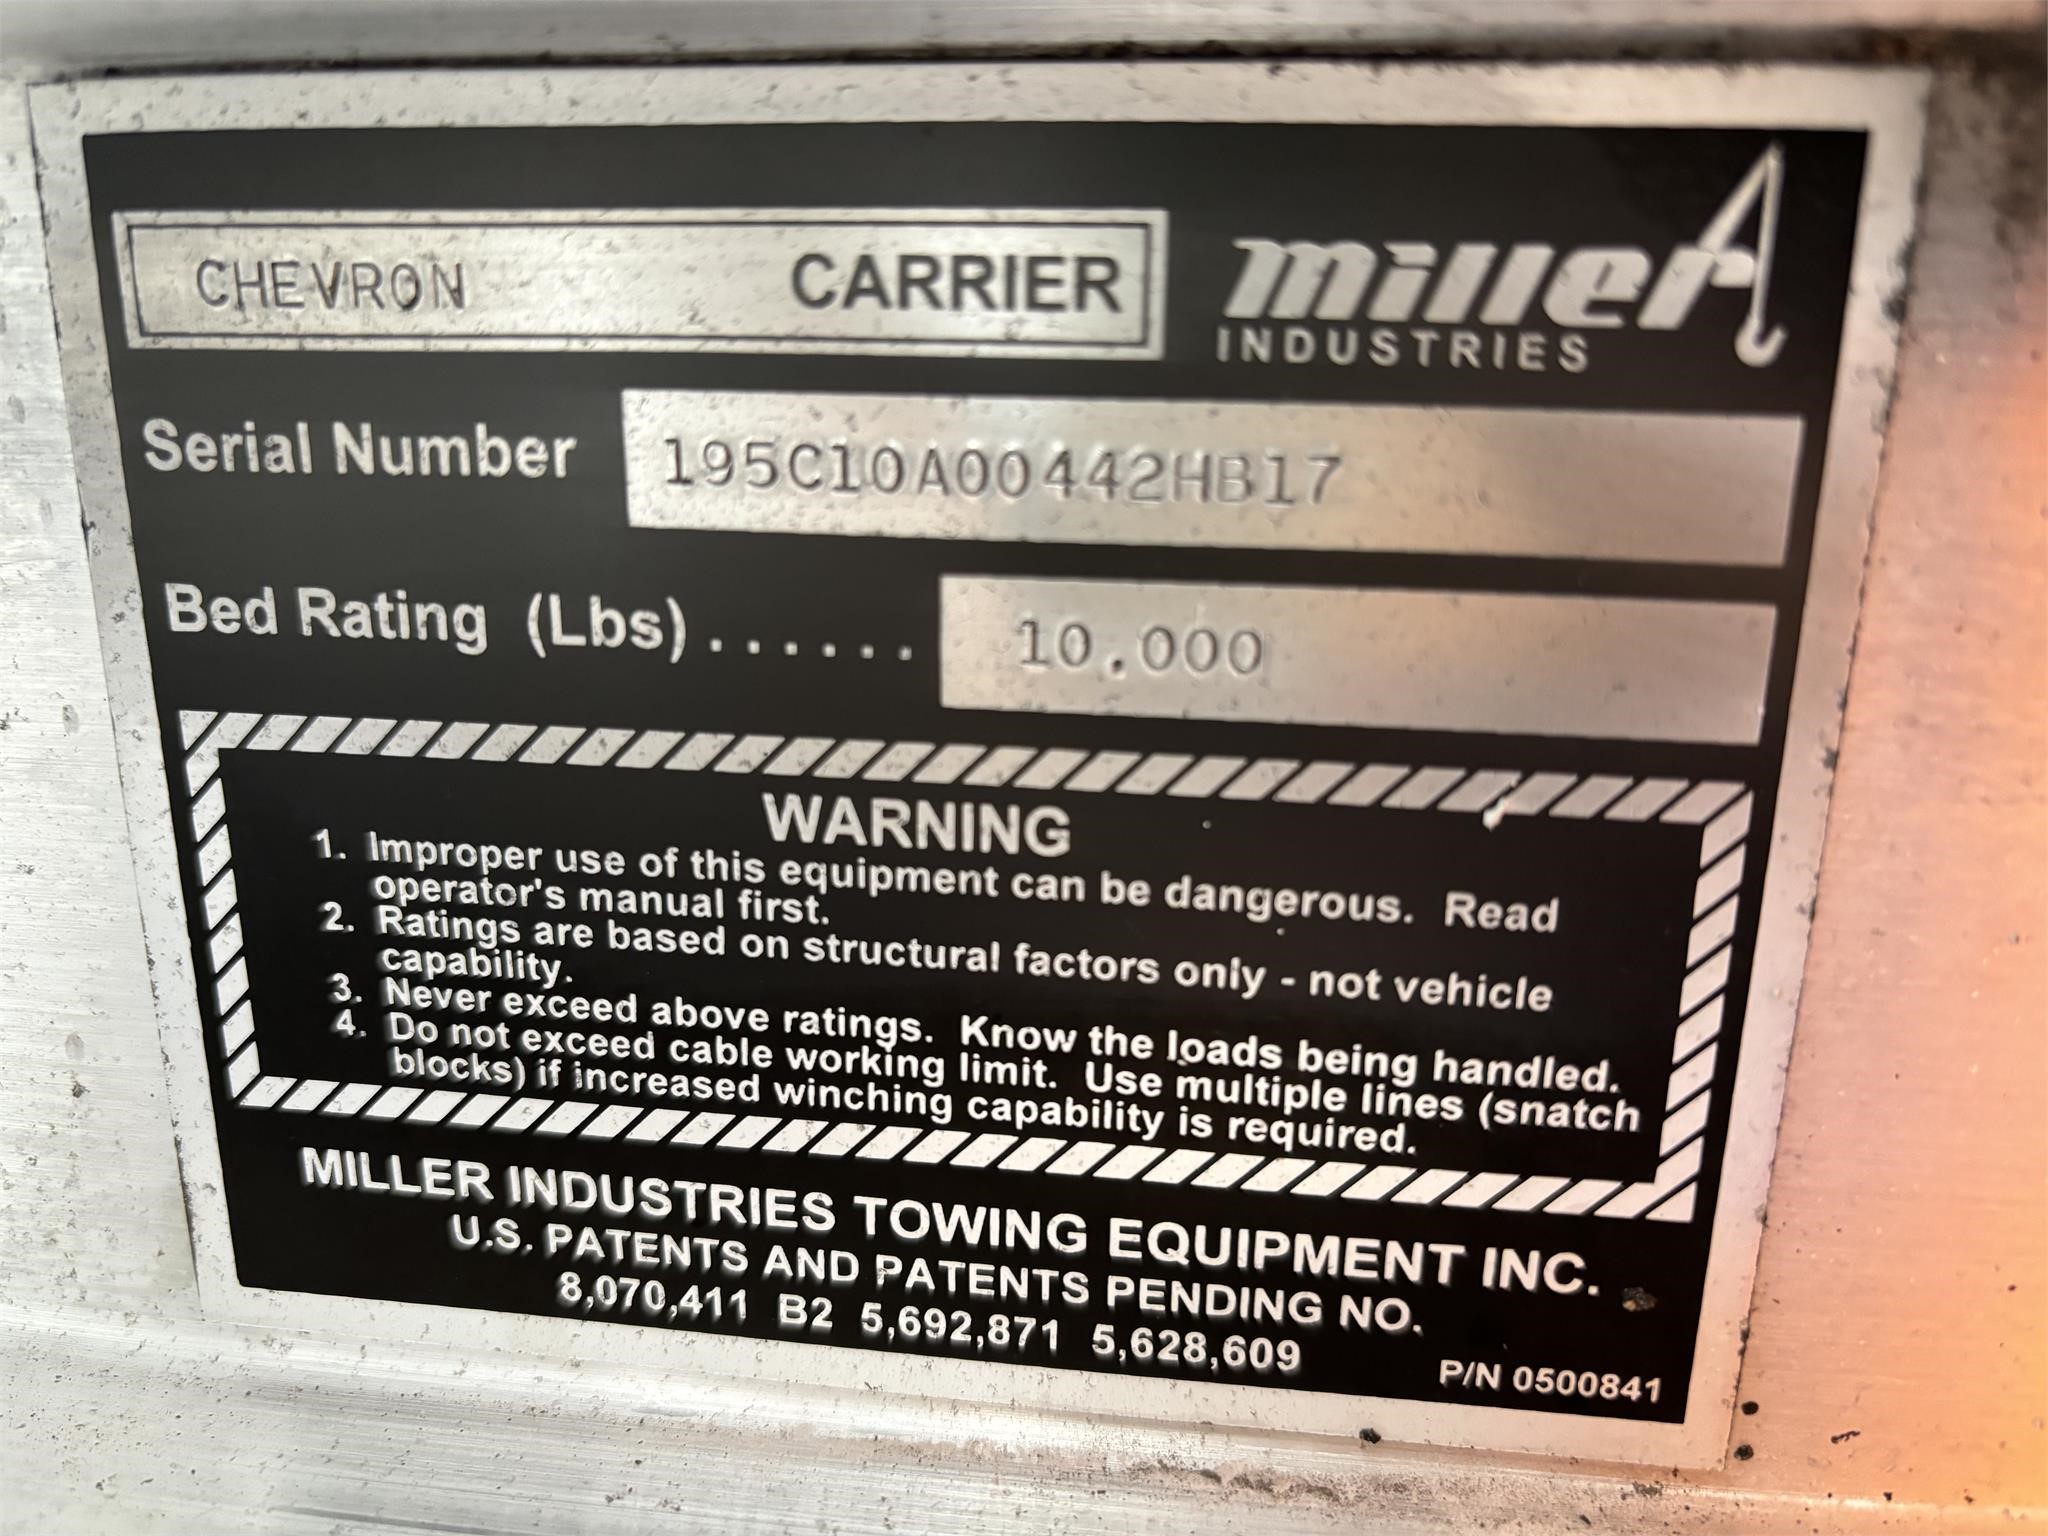 CHEVRON CARRIER
miller
INDUSTRIES
Serial Number 195C10A00442HB17
Bed Rating (Lbs) ...... 10,000
WARNING
1. Improper use of this equipment can be dangerous. Read
operator's manual first.
2. Ratings are based on structural factors only - not vehicle
capability.
3. Never exceed above ratings. Know the loads being handled.
4. Do not exceed cable working limit. Use multiple lines (snatch
blocks) if increased winching capability is required.
MILLER INDUSTRIES TOWING EQUIPMENT INC.
U.S. PATENTS AND PATENTS PENDING NO.
8,070,411 B2 5,692,871 5,628,609
P/N 0500841